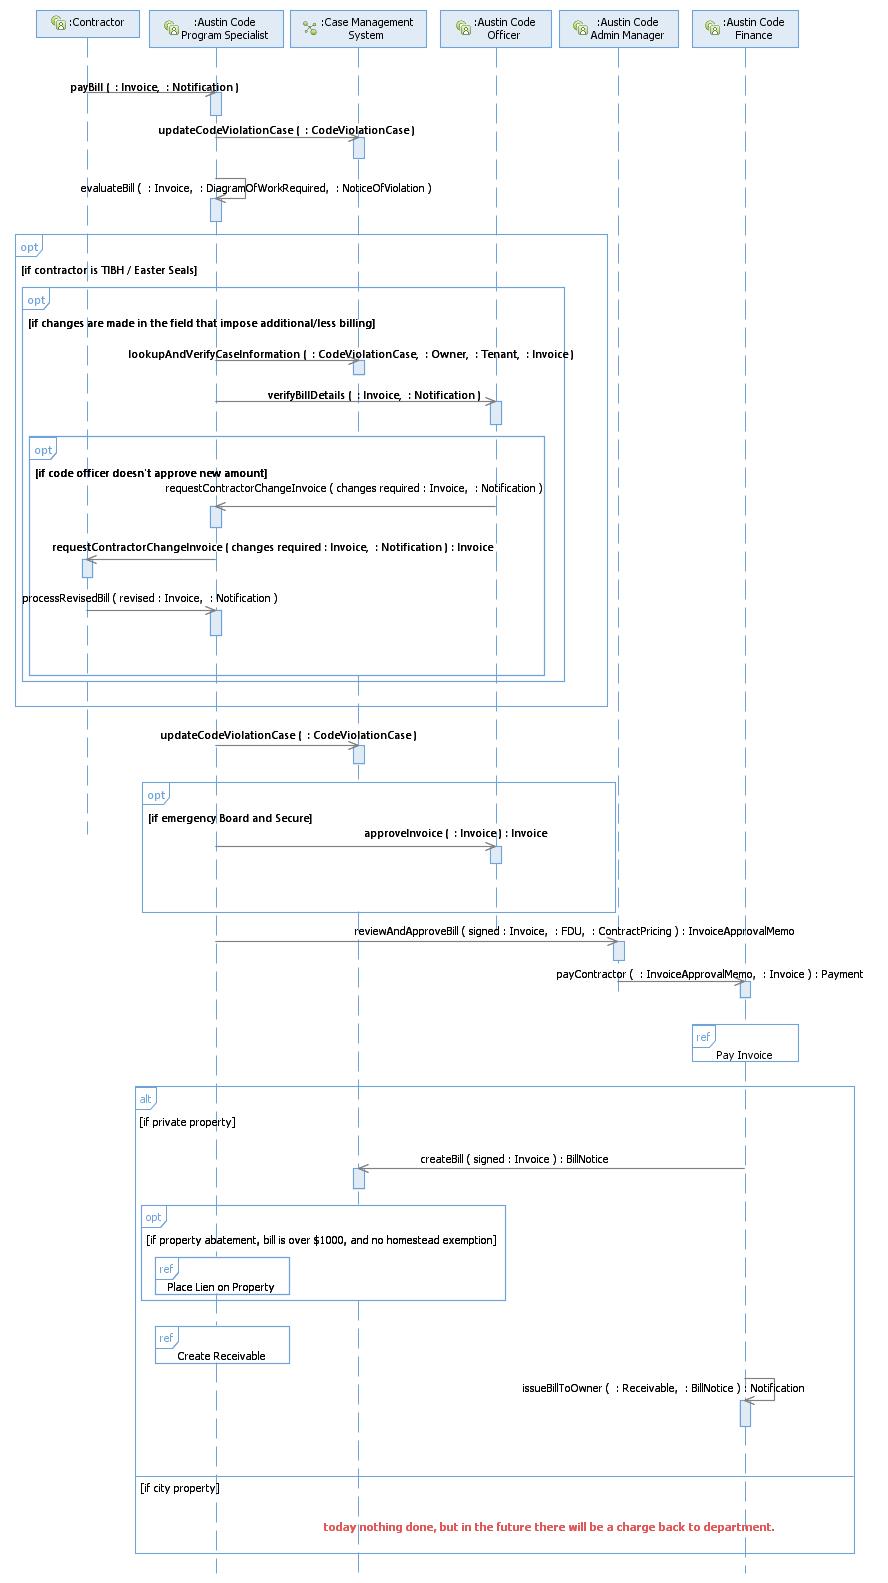 :Contractor
:Austin Code
Program Specialist
:Case Management
System
:Austin Code
Officer
:Austin Code
Admin Manager
:Austin Code
Finance
payBill ( : Invoice, : Notification )
updateCodeViolationCase ( : CodeViolationCase )
evaluateBill ( : Invoice, : DiagramOfWorkRequired, : NoticeOfViolation )
opt
[if contractor is TIBH / Easter Seals]
opt
[if changes are made in the field that impose additional/less billing]
lookupAndVerifyCaseInformation ( : CodeViolationCase, : Owner, : Tenant, : Invoice )
verifyBillDetails ( : Invoice, : Notification )
opt
[if code officer doesn't approve new amount]
requestContractorChangeInvoice ( changes required : Invoice, : Notification )
requestContractorChangeInvoice ( changes required : Invoice, : Notification ) : Invoice
processRevisedBill ( revised : Invoice, : Notification )
updateCodeViolationCase ( : CodeViolationCase )
opt
[if emergency Board and Secure]
approveInvoice ( : Invoice ) : Invoice
reviewAndApproveBill ( signed : Invoice, : FDU, : ContractPricing ) : InvoiceApprovalMemo
payContractor ( : InvoiceApprovalMemo, : Invoice ) : Payment
ref
Pay Invoice
alt
[if private property]
createBill ( signed : Invoice ) : BillNotice
opt
[if property abatement, bill is over $1000, and no homestead exemption]
ref
Place Lien on Property
ref
Create Receivable
issueBillToOwner ( : Receivable, : BillNotice ) : Notification
[if city property]
today nothing done, but in the future there will be a charge back to department.